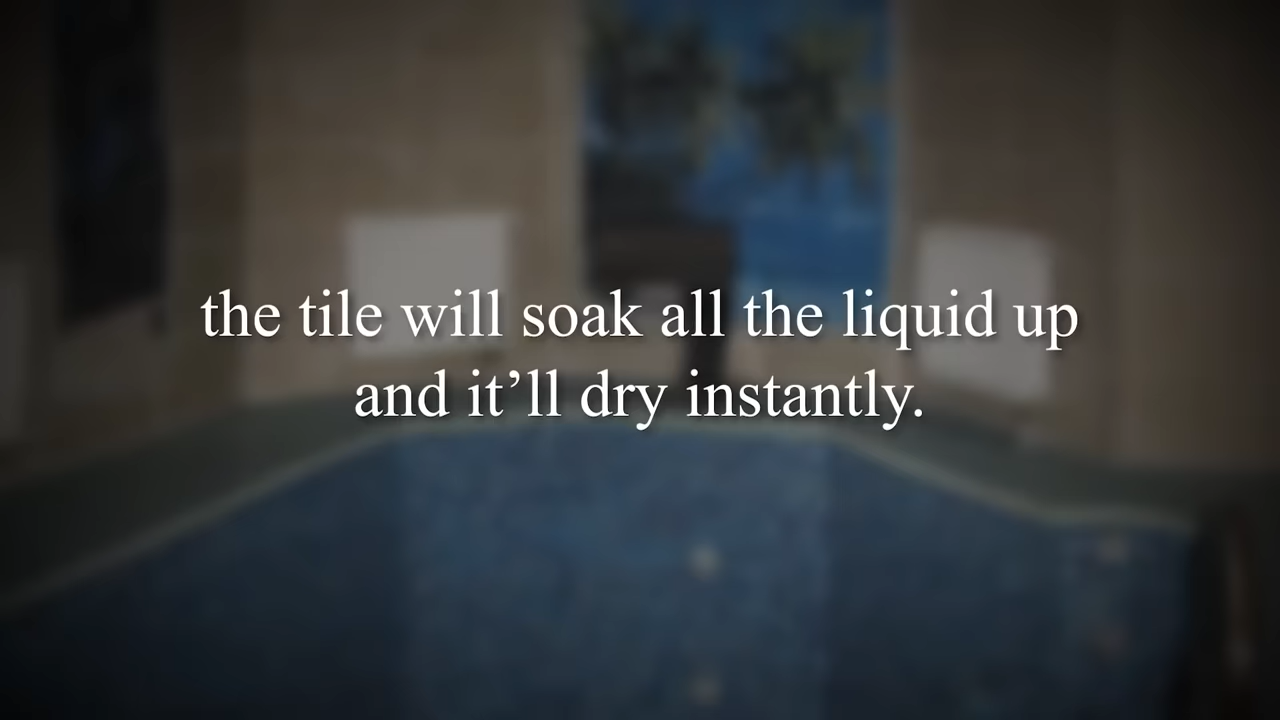 the tile will soak all the liquid up
and it’ll dry instantly.